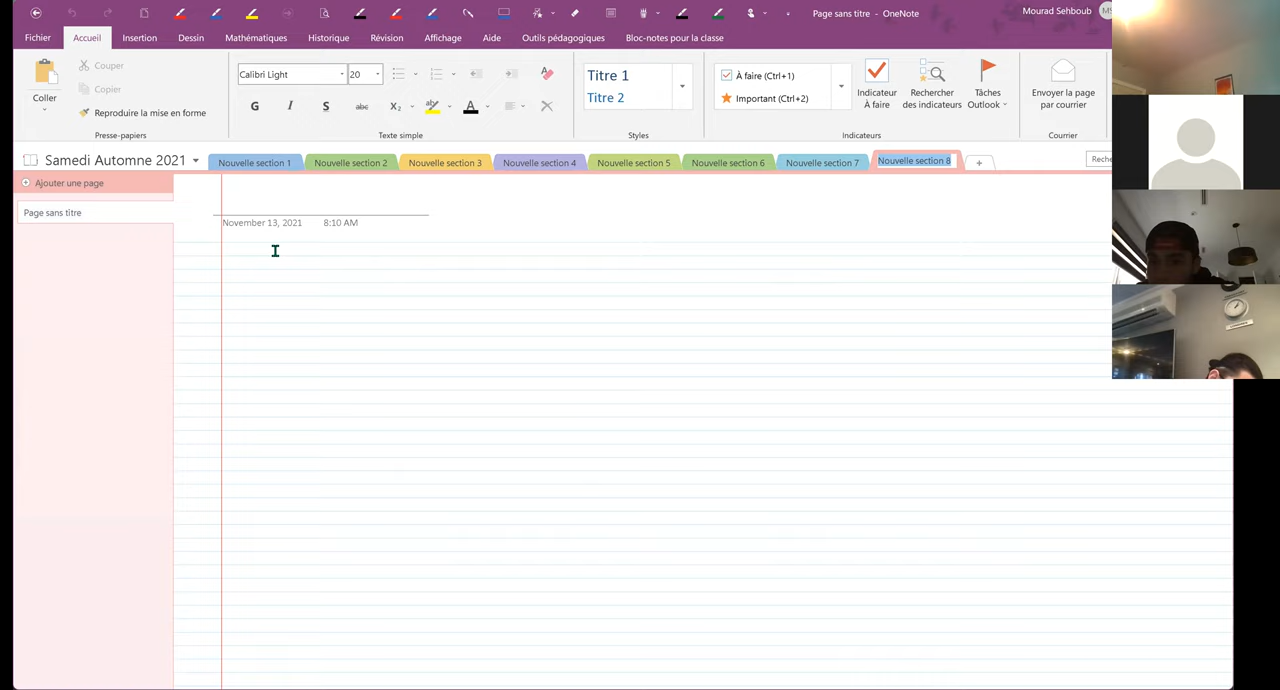 Page sans titre - OneNote
Mourad Sehboub
MS
Fichier
Accueil
Insertion
Dessin
Mathématiques
Historique
Révision
Affichage
Aide
Outils pédagogiques
Bloc-notes pour la classe
Coller
Couper
Copier
Reproduire la mise en forme
Presse-papiers
Calibri Light
20
G
I
S
abc
X₂
A
Texte simple
Titre 1
Titre 2
Styles
À faire (Ctrl+1)
Important (Ctrl+2)
Indicateur
À faire
Rechercher
des indicateurs
Tâches
Outlook
Indicateurs
Envoyer la page
par courrier
Courrier
Samedi Automne 2021
Nouvelle section 1
Nouvelle section 2
Nouvelle section 3
Nouvelle section 4
Nouvelle section 5
Nouvelle section 6
Nouvelle section 7
Nouvelle section 8
+
Reche
Ajouter une page
Page sans titre
November 13, 2021
8:10 AM